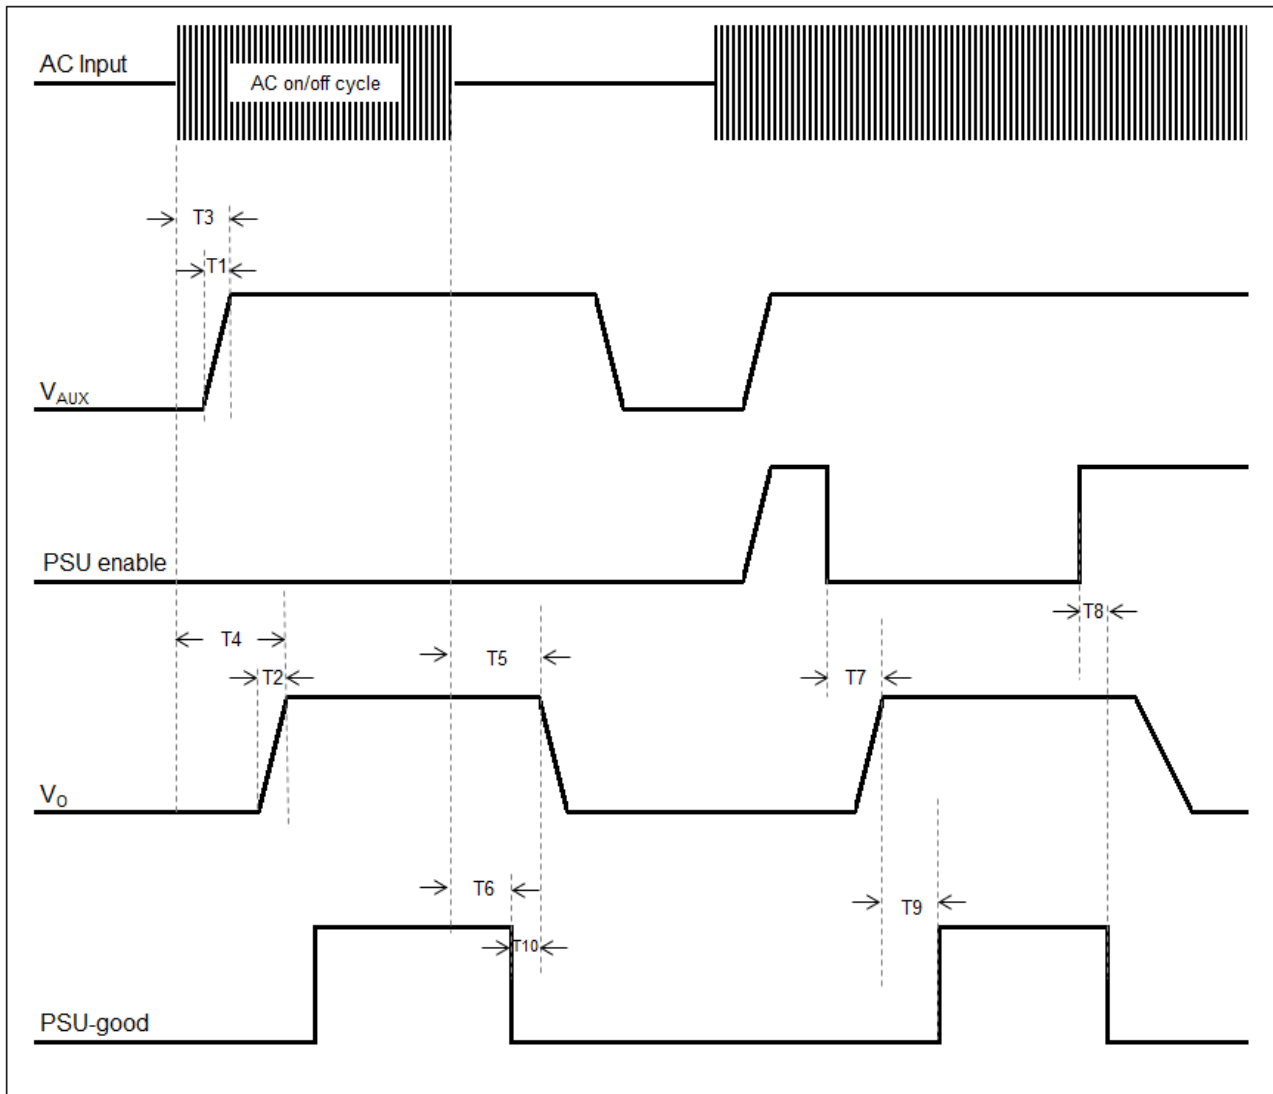 AC Input
AC on/off cycle
T3
T1
VAUX
PSU enable
T4
T2
T5
T7
T8
VO
T6
T10
T9
PSU-good